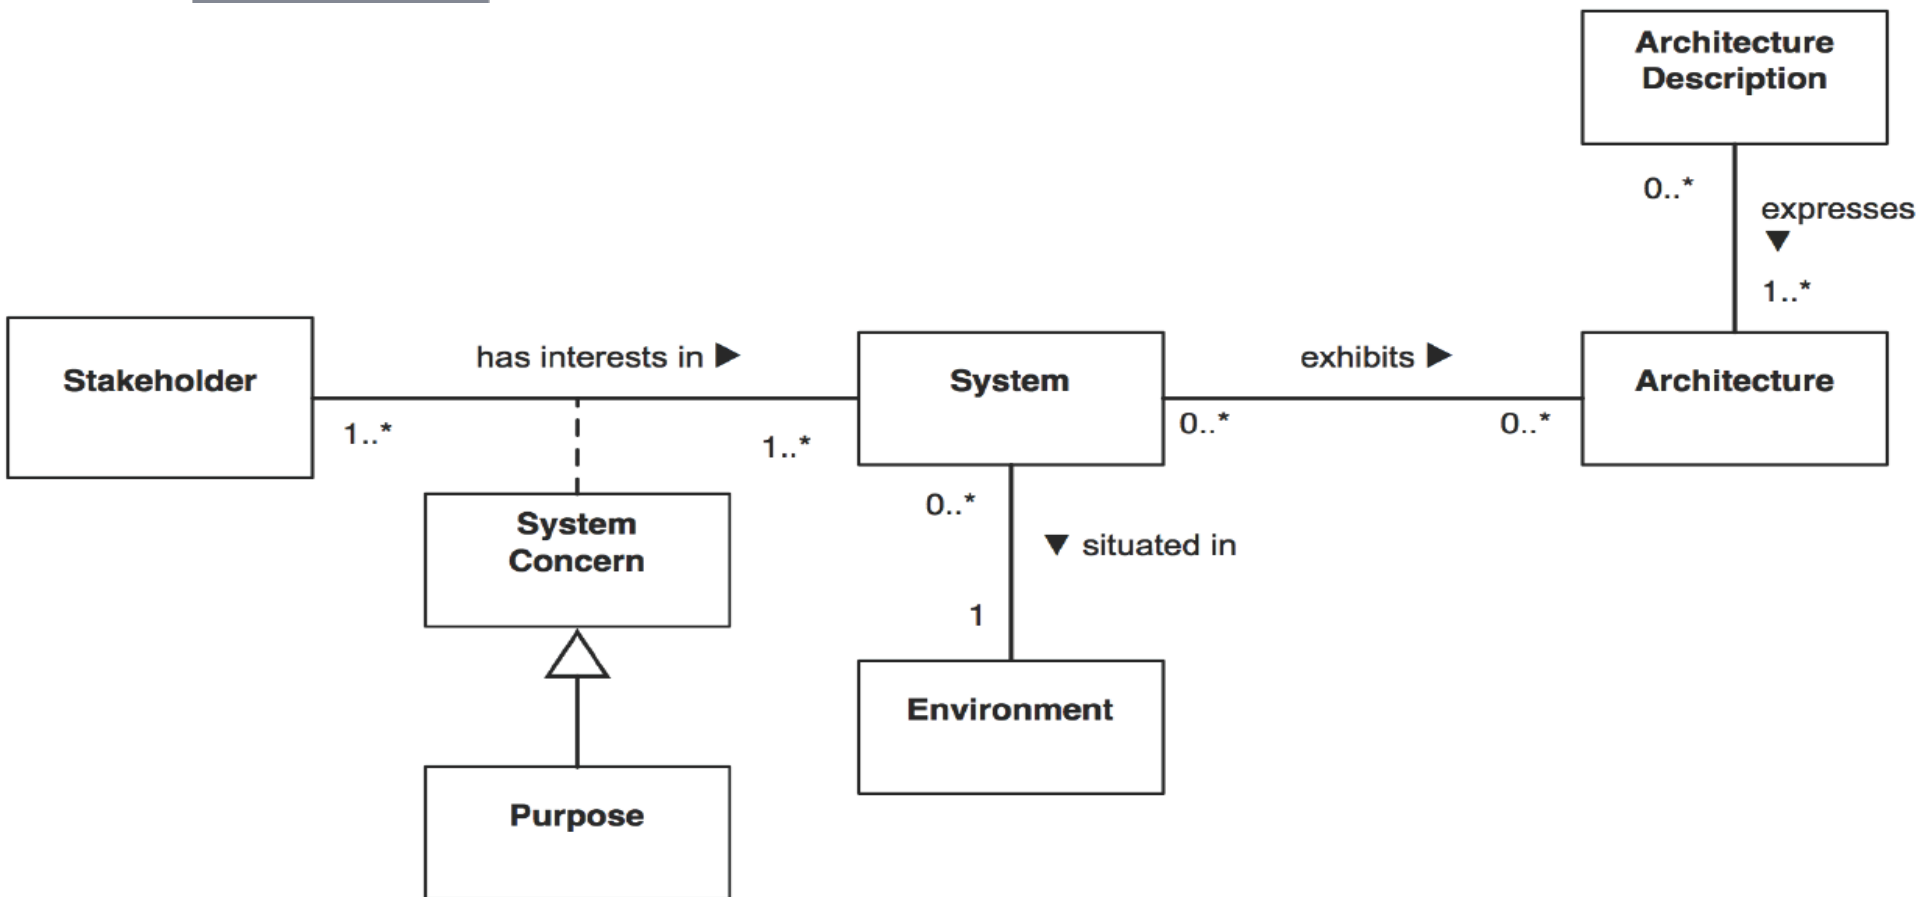 Architecture
Description
0..*
expresses
▼
1..*
Stakeholder
has interests in ►
System
exhibits ►
Architecture
1..*
1..*
0..*
0..*
System
Concern
0..*
▼ situated in
1
Environment
Purpose